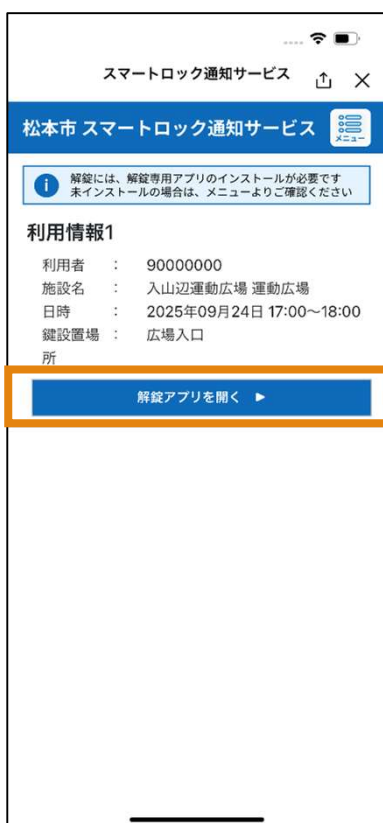 スマートロック通知サービス
松本市 スマートロック通知サービス
メニュー
i
解錠には、解錠専用アプリのインストールが必要です
未インストールの場合は、メニューよりご確認ください
利用情報1
利用者 : 90000000
施設名 : 入山辺運動広場 運動広場
日時 : 2025年09月24日 17:00～18:00
鍵設置場 : 広場入口
所
解錠アプリを開く ►